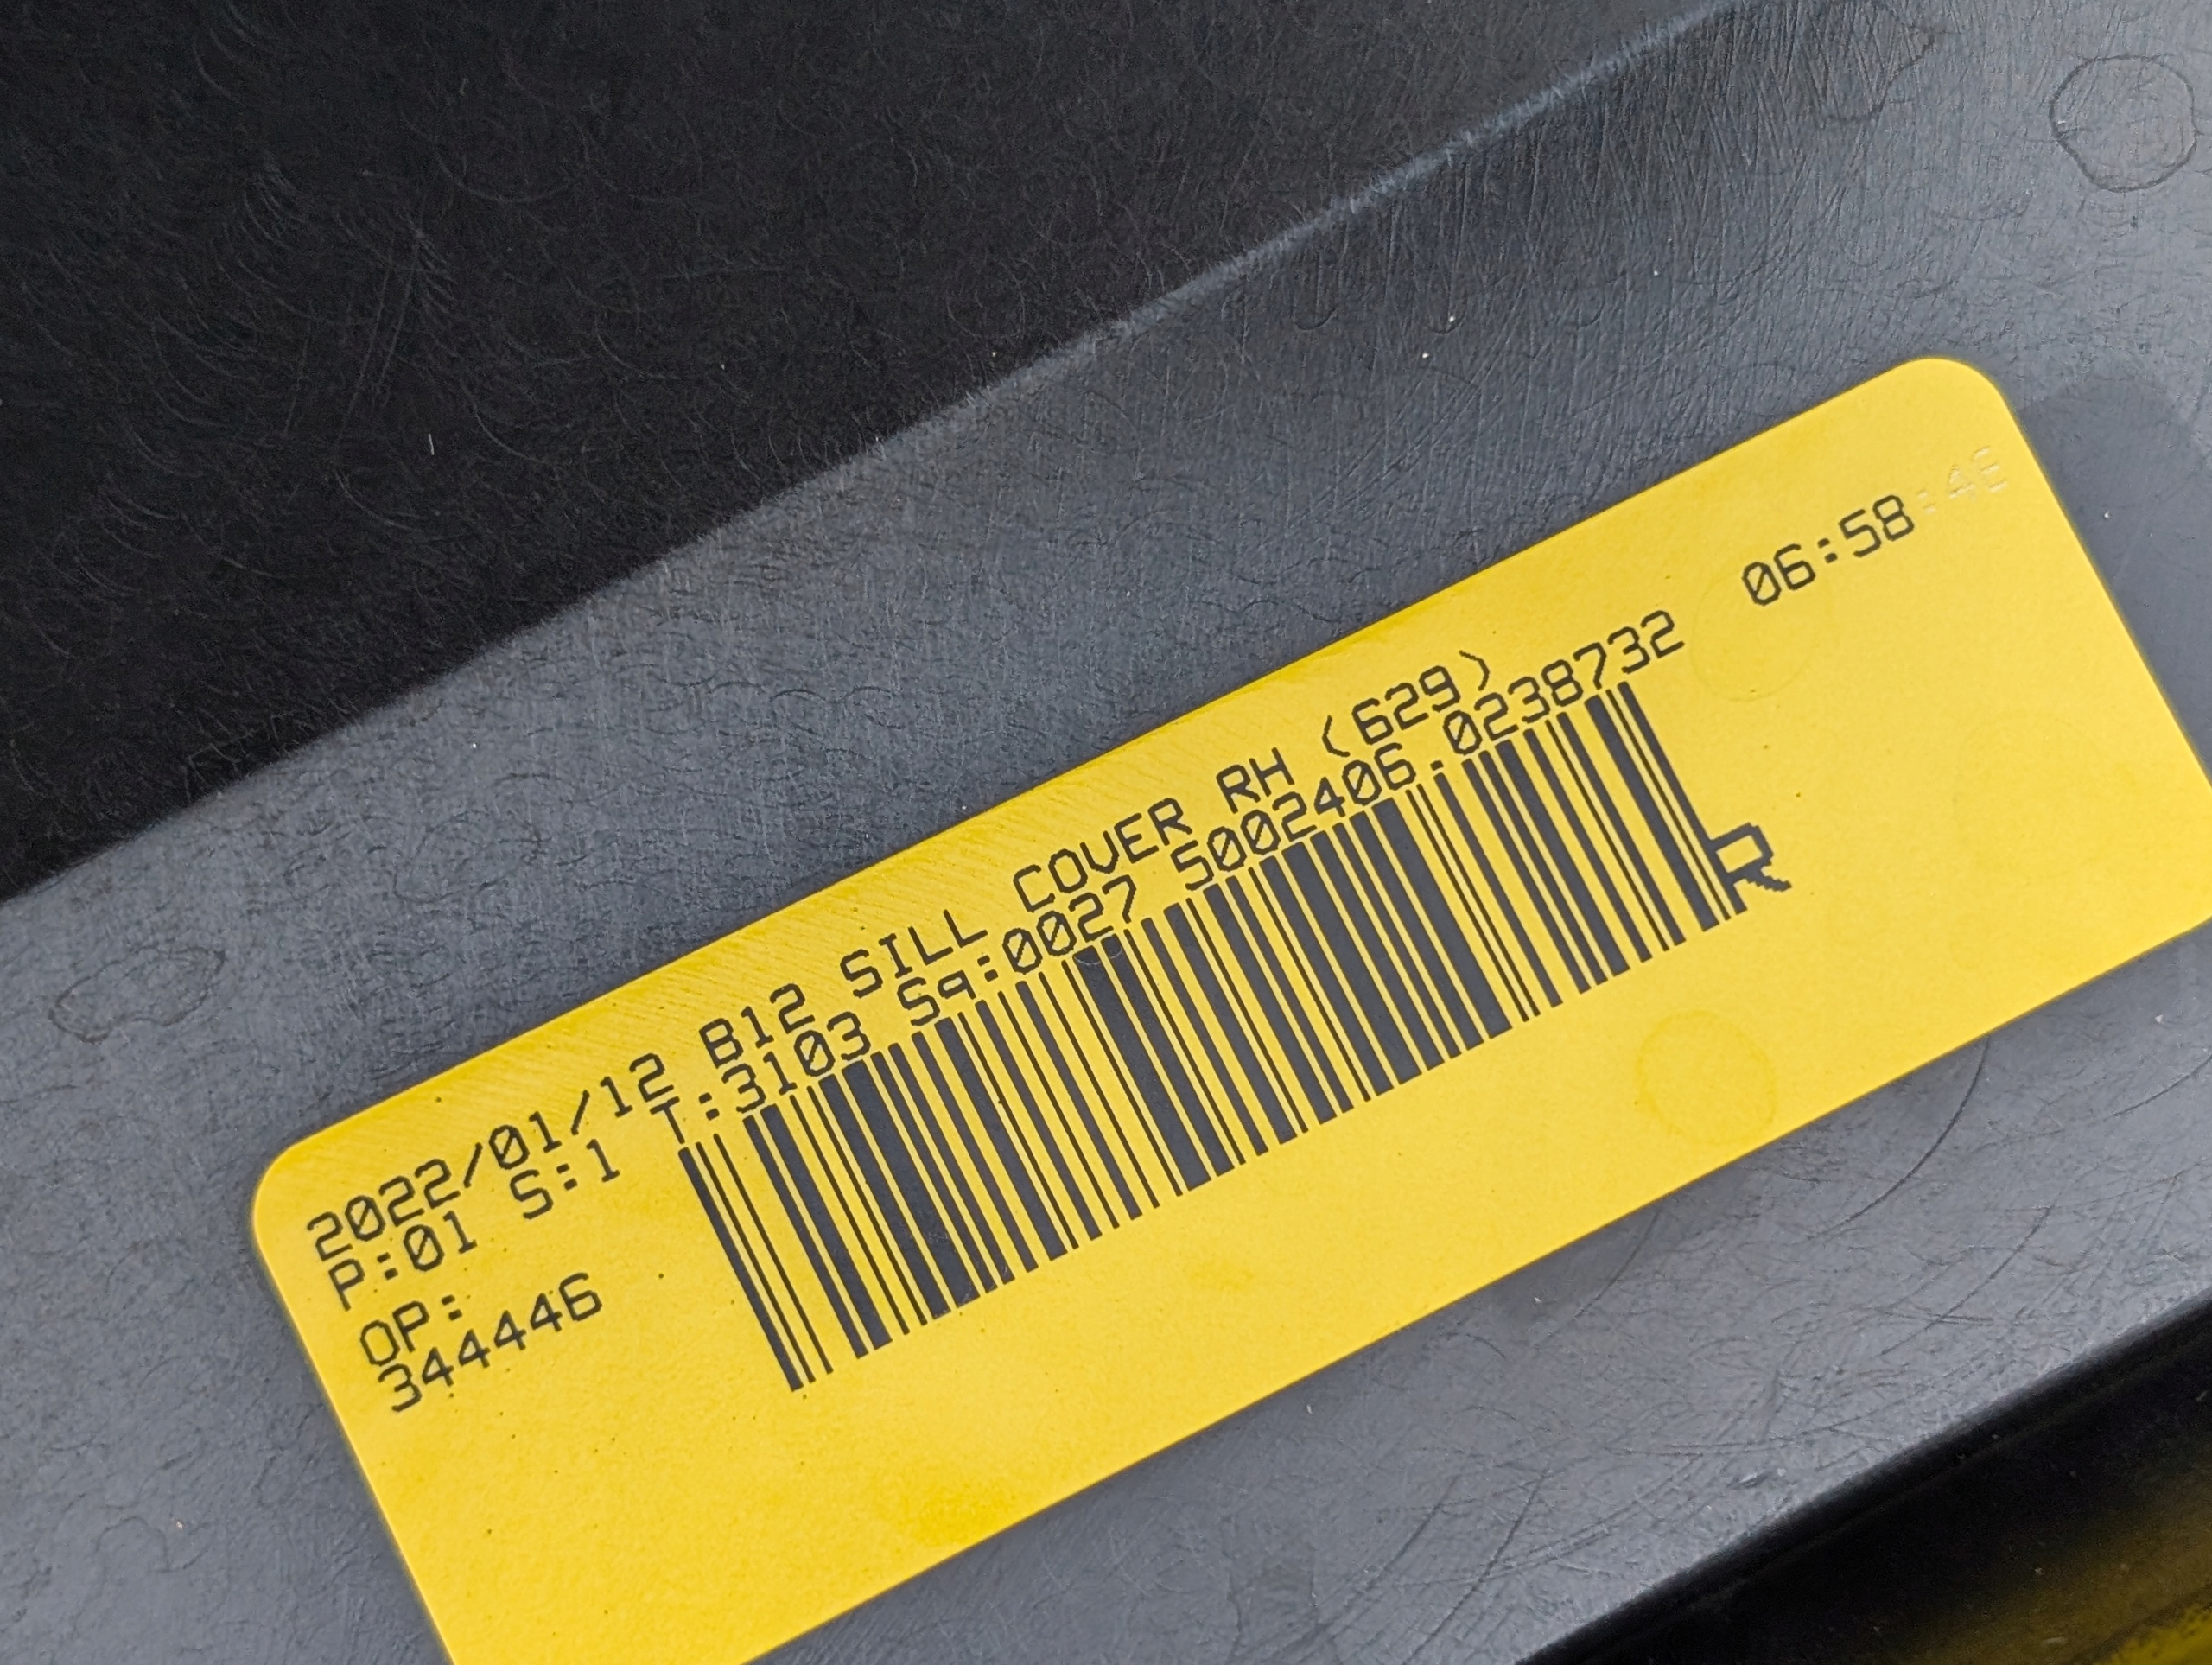 2022/01/12 B12 SILL COVER RH (629) 06:58
P:01 S:1 T:3103 Sq:0027 5002406.0238732
OP:
344446
R